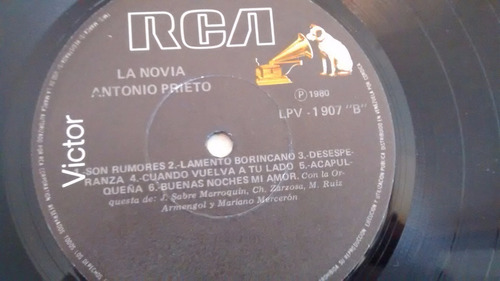 RCA
LA NOVIA
ANTONIO PRIETO
Victor
P 1980
LPV - 1907 "B"
SON RUMORES 2.-LAMENTO BORINCANO 3.-DESESPE-
RANZA 4.-CUANDO VUELVA A TU LADO 5.-ACAPUL-
QUEÑA 6.-BUENAS NOCHES MI AMOR. Con la Or-
questa de: J. Sabre Marroquin, Ch. Zarzosa, M. Ruiz
Armengol y Mariano Mercerón